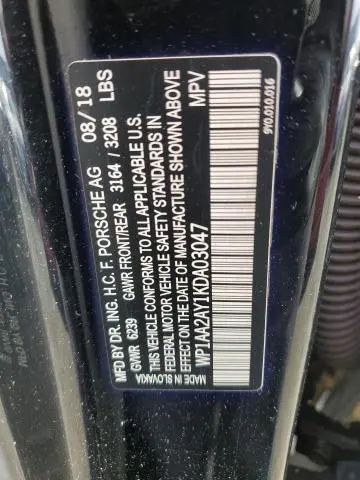 MFD BY DR. ING. H.C. F. PORSCHE AG 08/18
GVWR 6239 GAWR FRONT/REAR 3164 / 3208 LBS
THIS VEHICLE CONFORMS TO ALL APPLICABLE U.S.
FEDERAL MOTOR VEHICLE SAFETY STANDARDS IN
EFFECT ON THE DATE OF MANUFACTURE SHOWN ABOVE
WP1AA2AY1KDA03047 MPV
MADE IN SLOVAKIA
9Y0.010.016